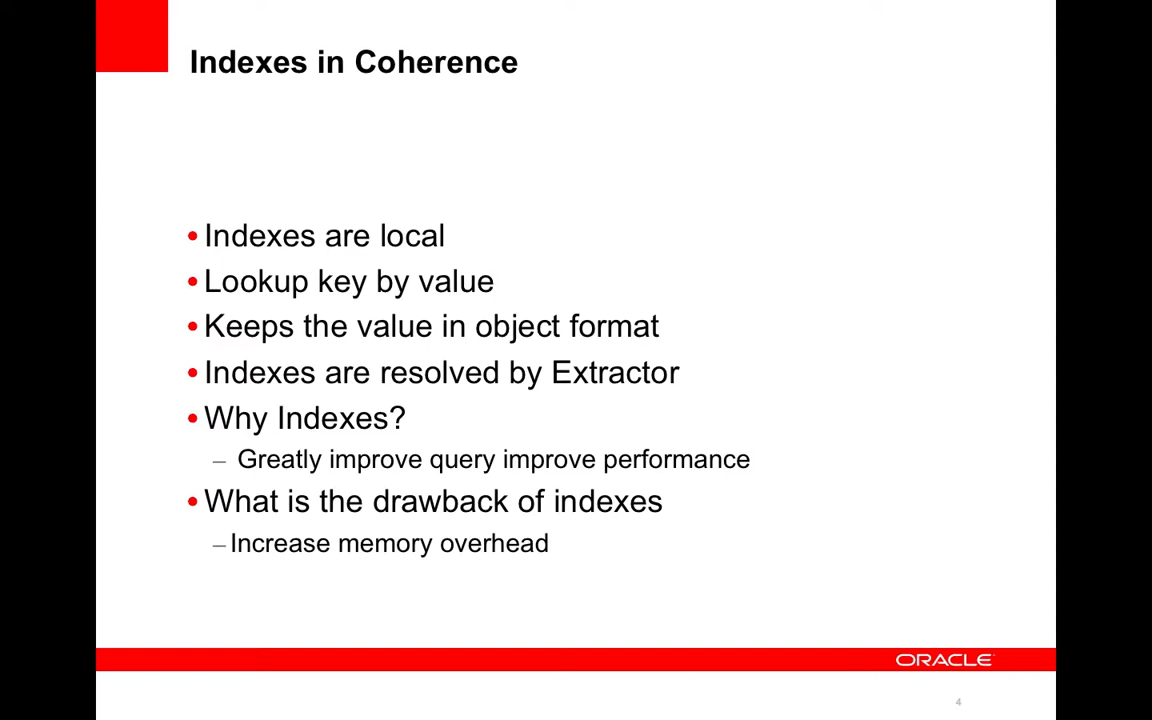 Indexes in Coherence
• Indexes are local
• Lookup key by value
• Keeps the value in object format
• Indexes are resolved by Extractor
• Why Indexes?
– Greatly improve query improve performance
• What is the drawback of indexes
– Increase memory overhead
ORACLE
4